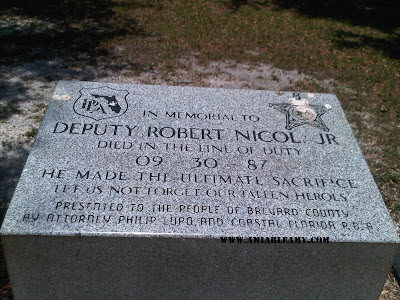 IPA
IN MEMORIAL TO
DEPUTY ROBERT NICOL, JR
DIED IN THE LINE OF DUTY
09 - 30 - 87
HE MADE THE ULTIMATE SACRIFICE
LET US NOT FORGET OUR FALLEN HEROES
PRESENTED TO THE PEOPLE OF BREVARD COUNTY
BY ATTORNEY PHILIP LUPO AND COASTAL FLORIDA P.B.A
WWW.AMIABLEAMY.COM